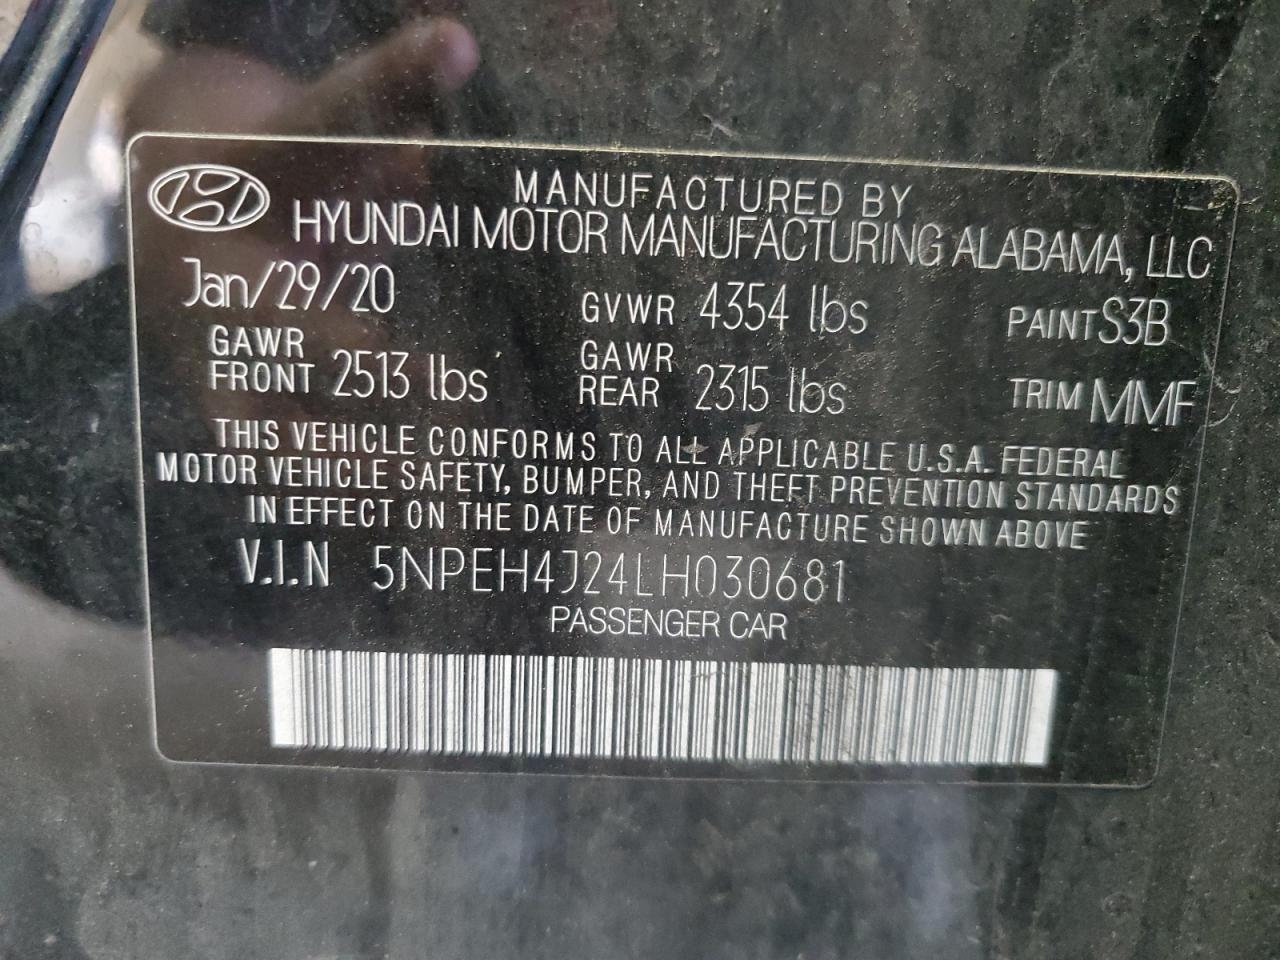 MANUFACTURED BY
HYUNDAI MOTOR MANUFACTURING ALABAMA, LLC
Jan/29/20 GVWR 4354 lbs PAINT S3B
GAWR FRONT 2513 lbs GAWR REAR 2315 lbs TRIM MMF
THIS VEHICLE CONFORMS TO ALL APPLICABLE U.S.A. FEDERAL
MOTOR VEHICLE SAFETY, BUMPER, AND THEFT PREVENTION STANDARDS
IN EFFECT ON THE DATE OF MANUFACTURE SHOWN ABOVE
V.I.N 5NPEH4J24LH030681
PASSENGER CAR